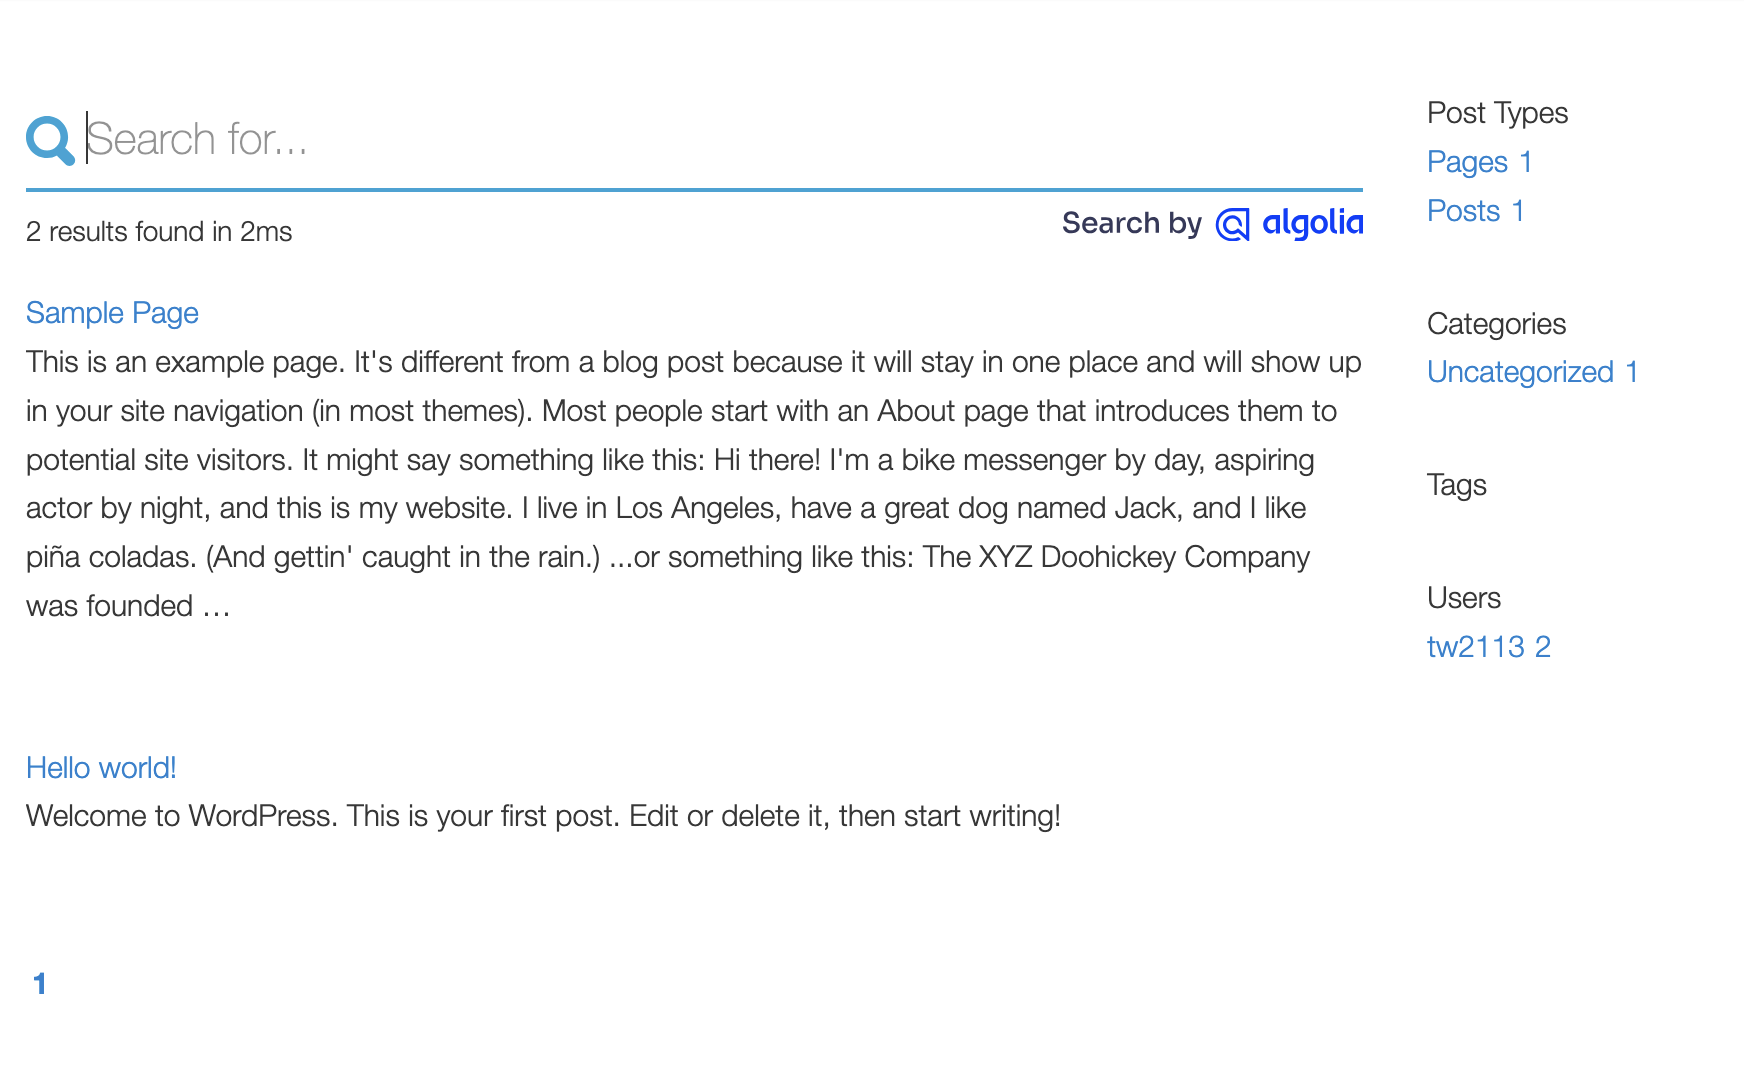 Search for...
2 results found in 2ms
Search by algolia
Sample Page
This is an example page. It's different from a blog post because it will stay in one place and will show up
in your site navigation (in most themes). Most people start with an About page that introduces them to
potential site visitors. It might say something like this: Hi there! I'm a bike messenger by day, aspiring
actor by night, and this is my website. I live in Los Angeles, have a great dog named Jack, and I like
piña coladas. (And gettin' caught in the rain.) ...or something like this: The XYZ Doohickey Company
was founded …
Hello world!
Welcome to WordPress. This is your first post. Edit or delete it, then start writing!
1
Post Types
Pages 1
Posts 1
Categories
Uncategorized 1
Tags
Users
tw2113 2